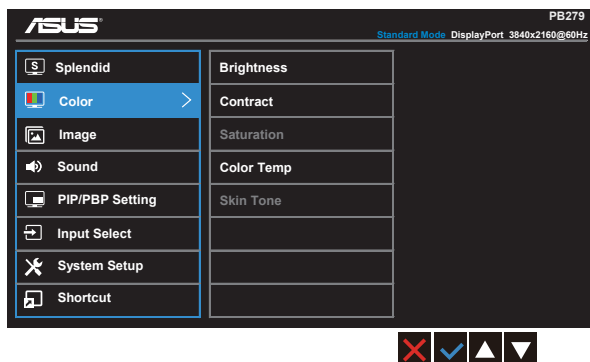 ASUS
PB279
Standard Mode DisplayPort 3840x2160@60Hz
S Splendid
Color
Image
Sound
PIP/PBP Setting
Input Select
System Setup
Shortcut
Brightness
Contract
Saturation
Color Temp
Skin Tone